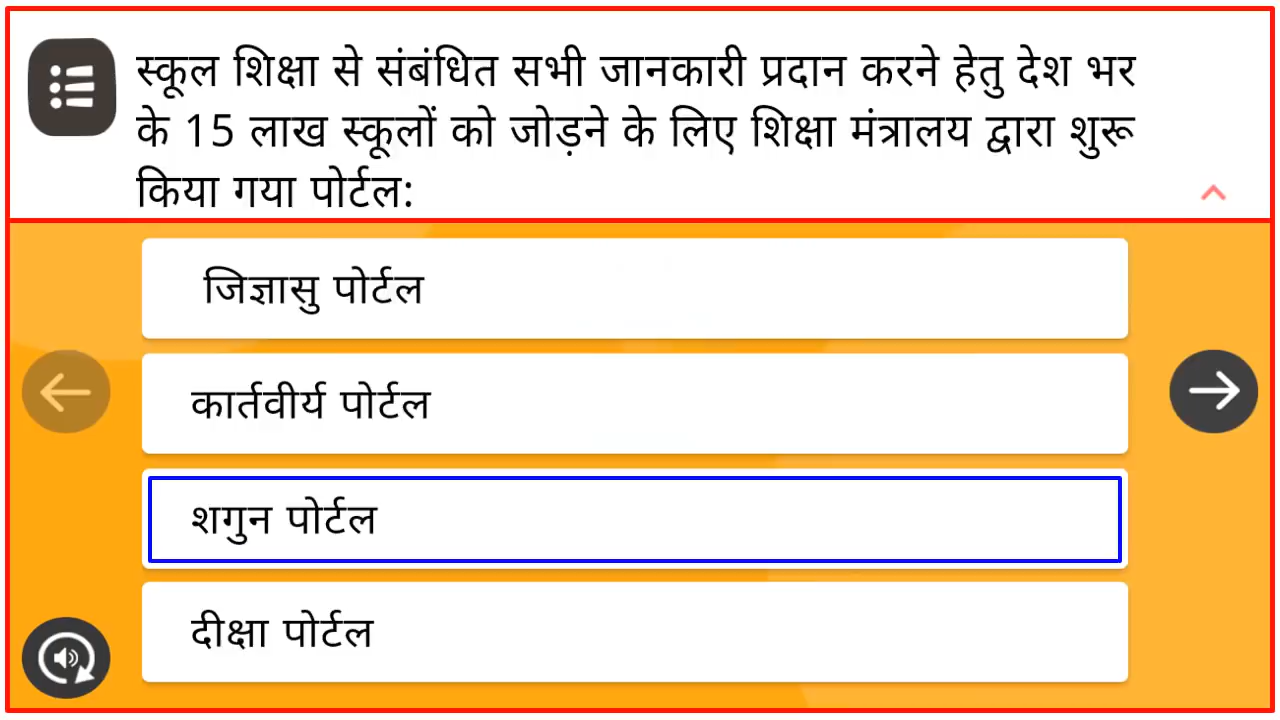 स्कूल शिक्षा से संबंधित सभी जानकारी प्रदान करने हेतु देश भर
के 15 लाख स्कूलों को जोड़ने के लिए शिक्षा मंत्रालय द्वारा शुरू
किया गया पोर्टल:
जिज्ञासु पोर्टल
कार्तवीर्य पोर्टल
शगुन पोर्टल
दीक्षा पोर्टल